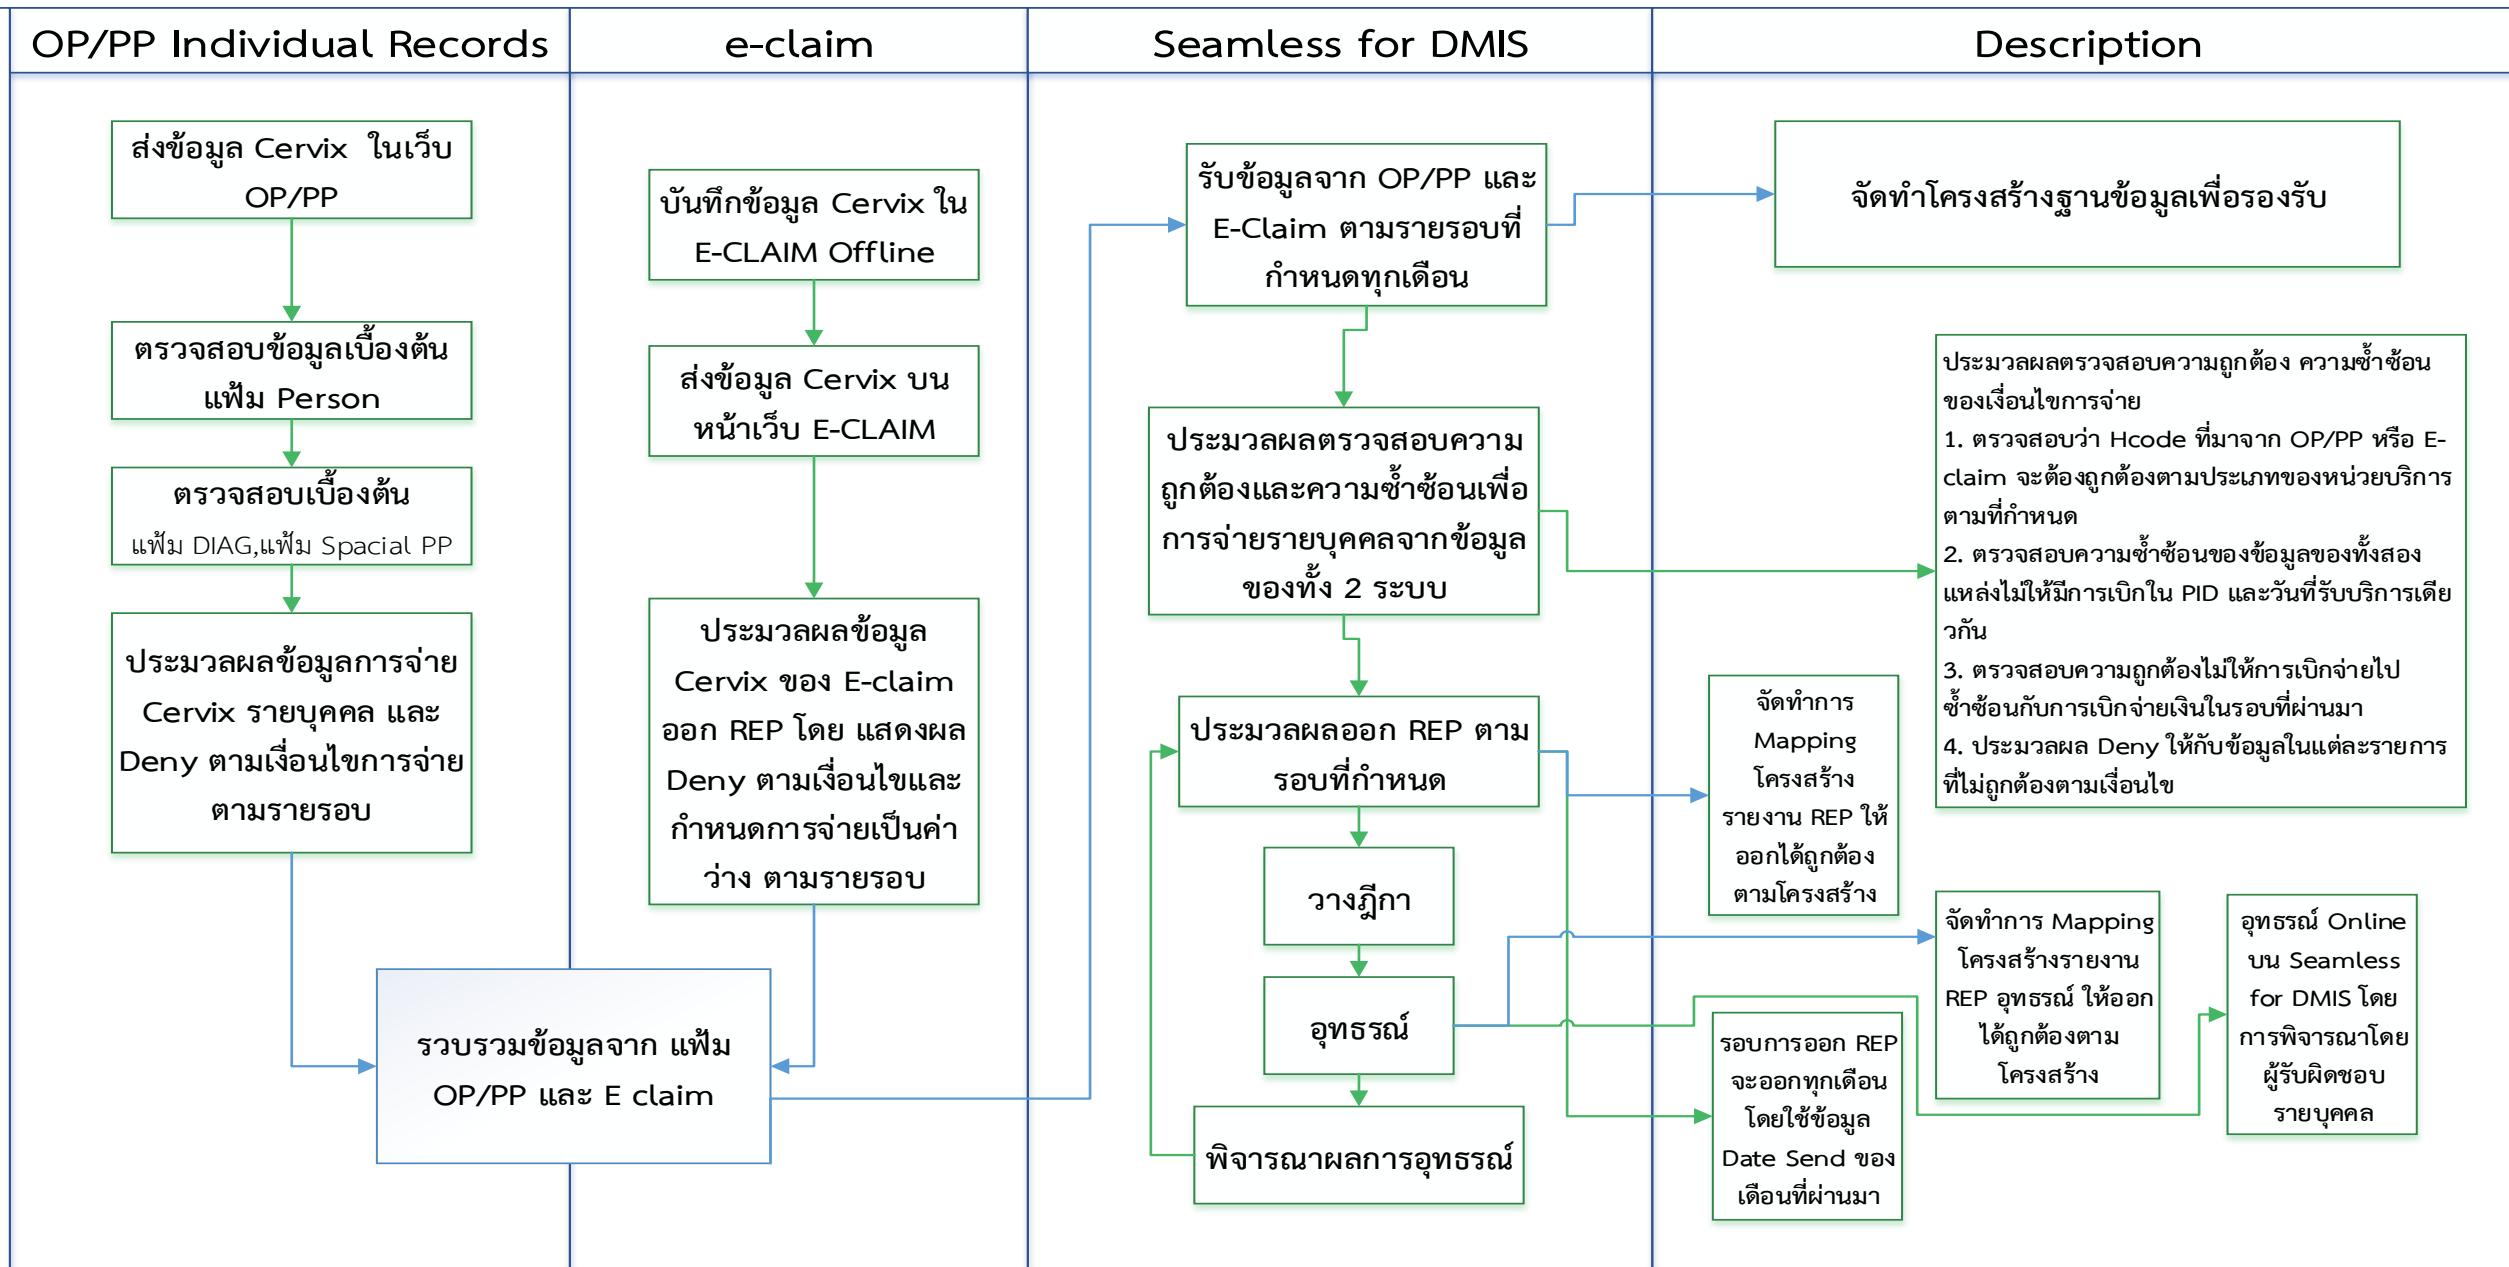 OP/PP Individual Records
e-claim
Seamless for DMIS
Description
ส่งข้อมูล Cervix ในเว็บ
OP/PP
ตรวจสอบข้อมูลเบื้องต้น
แฟ้ม Person
ตรวจสอบเบื้องต้น
แฟ้ม DIAG,แฟ้ม Spacial PP
ประมวลผลข้อมูลการจ่าย
Cervix รายบุคคล และ
Deny ตามเงื่อนไขการจ่าย
ตามรายรอบ
บันทึกข้อมูล Cervix ใน
E-CLAIM Offline
ส่งข้อมูล Cervix บน
หน้าเว็บ E-CLAIM
ประมวลผลข้อมูล
Cervix ของ E-claim
ออก REP โดย แสดงผล
Deny ตามเงื่อนไขและ
กำหนดการจ่ายเป็นค่า
ว่าง ตามรายรอบ
รวบรวมข้อมูลจาก แฟ้ม
OP/PP และ E claim
รับข้อมูลจาก OP/PP และ
E-Claim ตามรายรอบที่
กำหนดทุกเดือน
ประมวลผลตรวจสอบความ
ถูกต้องและความซ้ำซ้อนเพื่อ
การจ่ายรายบุคคลจากข้อมูล
ของทั้ง 2 ระบบ
ประมวลผลออก REP ตาม
รอบที่กำหนด
วางฎีกา
อุทธรณ์
พิจารณาผลการอุทธรณ์
จัดทำโครงสร้างฐานข้อมูลเพื่อรองรับ
ประมวลผลตรวจสอบความถูกต้อง ความซ้ำซ้อน
ของเงื่อนไขการจ่าย
1. ตรวจสอบว่า Hcode ที่มาจาก OP/PP หรือ E-
claim จะต้องถูกต้องตามประเภทของหน่วยบริการ
ตามที่กำหนด
2. ตรวจสอบความซ้ำซ้อนของข้อมูลของทั้งสอง
แหล่งไม่ให้มีการเบิกใน PID และวันที่รับบริการเดีย
วกัน
3. ตรวจสอบความถูกต้องไม่ให้การเบิกจ่ายไป
ซ้ำซ้อนกับการเบิกจ่ายเงินในรอบที่ผ่านมา
4. ประมวลผล Deny ให้กับข้อมูลในแต่ละรายการ
ที่ไม่ถูกต้องตามเงื่อนไข
จัดทำการ
Mapping
โครงสร้าง
รายงาน REP ให้
ออกได้ถูกต้อง
ตามโครงสร้าง
จัดทำการ Mapping
โครงสร้างรายงาน
REP อุทธรณ์ ให้ออก
ได้ถูกต้องตาม
โครงสร้าง
อุทธรณ์ Online
บน Seamless
for DMIS โดย
การพิจารณาโดย
ผู้รับผิดชอบ
รายบุคคล
รอบการออก REP
จะออกทุกเดือน
โดยใช้ข้อมูล
Date Send ของ
เดือนที่ผ่านมา